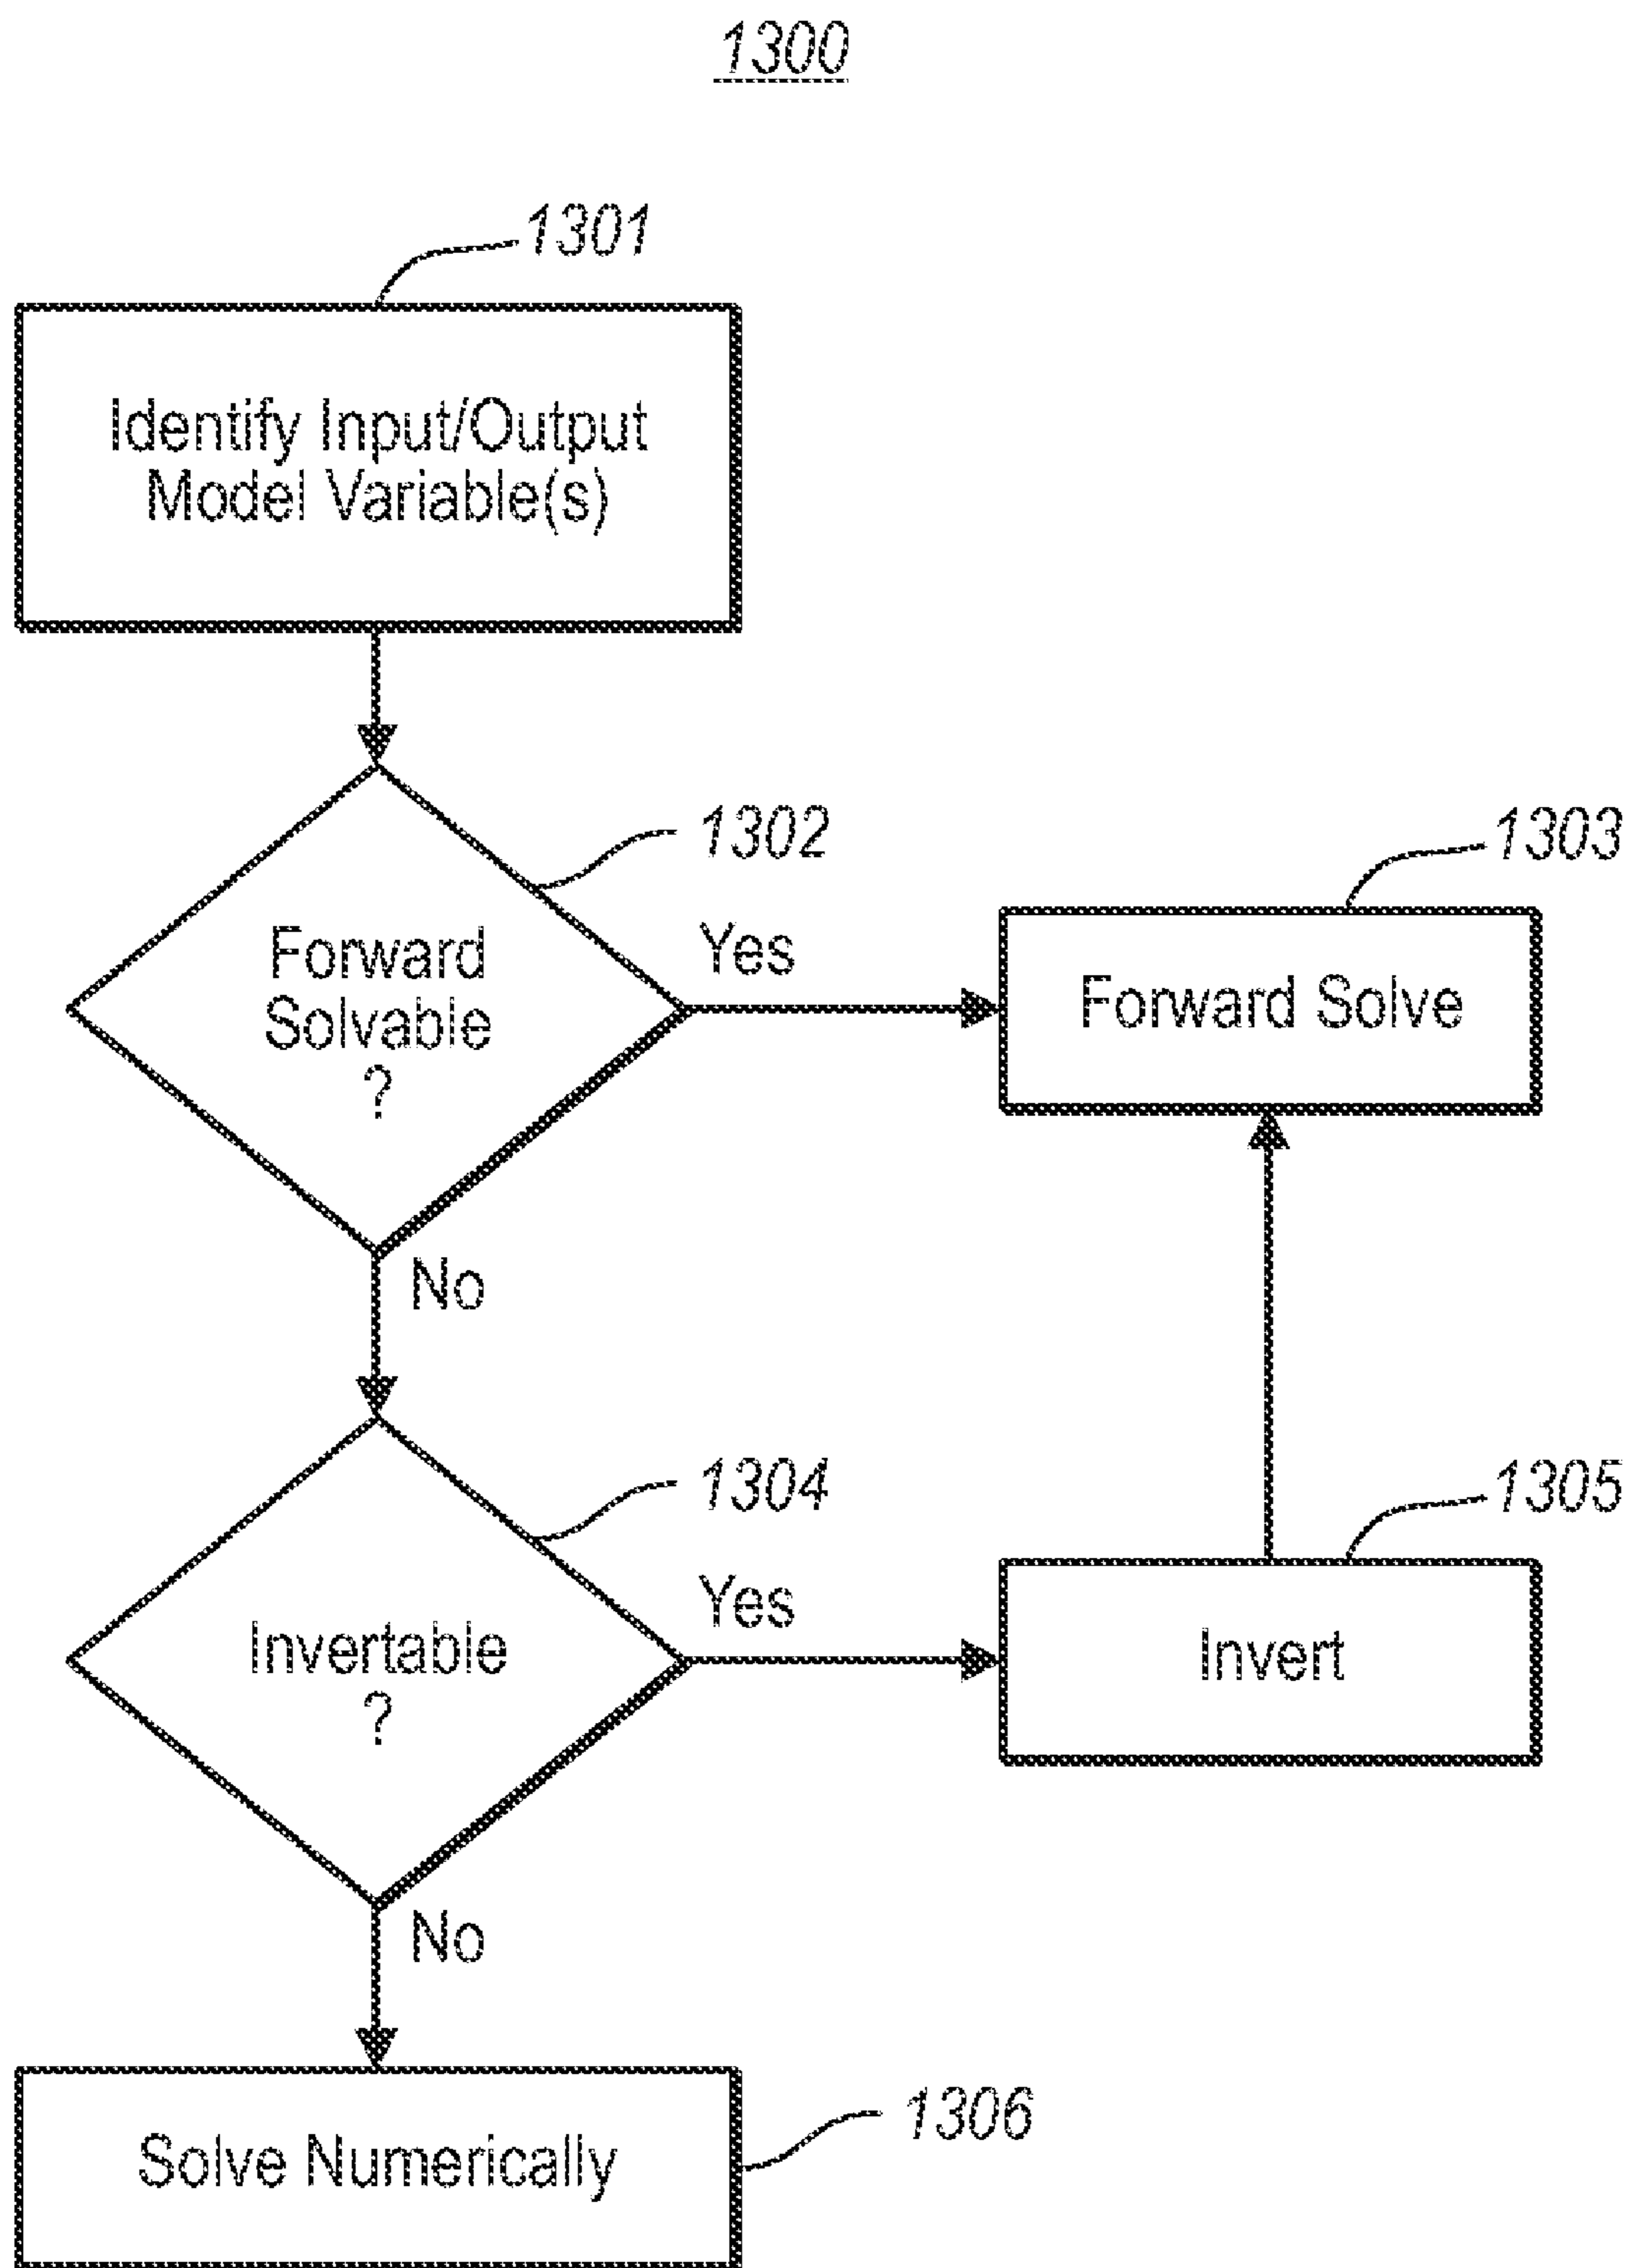 1300
1301
Identify Input/Output
Model Variable(s)
1302
1303
Forward
Solvable
?
Yes
Forward Solve
No
1304
1305
Invertable
?
Yes
Invert
No
1306
Solve Numerically